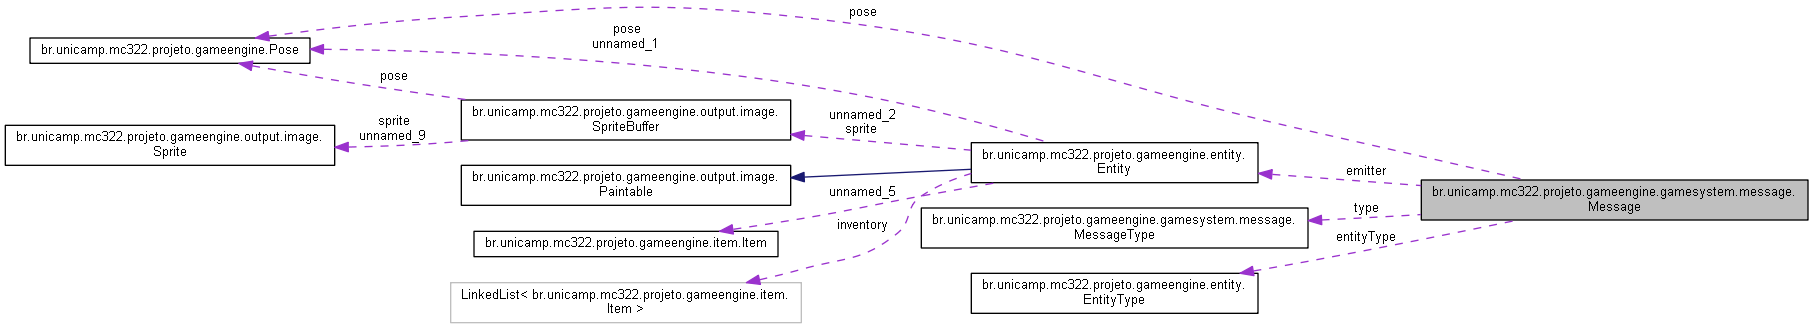 pose
br.unicamp.mc322.projeto.gameengine.Pose
pose
unnamed_1
pose
br.unicamp.mc322.projeto.gameengine.output.image.
SpriteBuffer
sprite
unnamed_9
br.unicamp.mc322.projeto.gameengine.output.image.
Sprite
unnamed_2
sprite
br.unicamp.mc322.projeto.gameengine.entity.
Entity
br.unicamp.mc322.projeto.gameengine.output.image.
Paintable
emitter
br.unicamp.mc322.projeto.gameengine.gamesystem.message.
Message
unnamed_5
type
inventory
br.unicamp.mc322.projeto.gameengine.gamesystem.message.
MessageType
br.unicamp.mc322.projeto.gameengine.item.Item
entityType
LinkedList< br.unicamp.mc322.projeto.gameengine.item.
Item >
br.unicamp.mc322.projeto.gameengine.entity.
EntityType